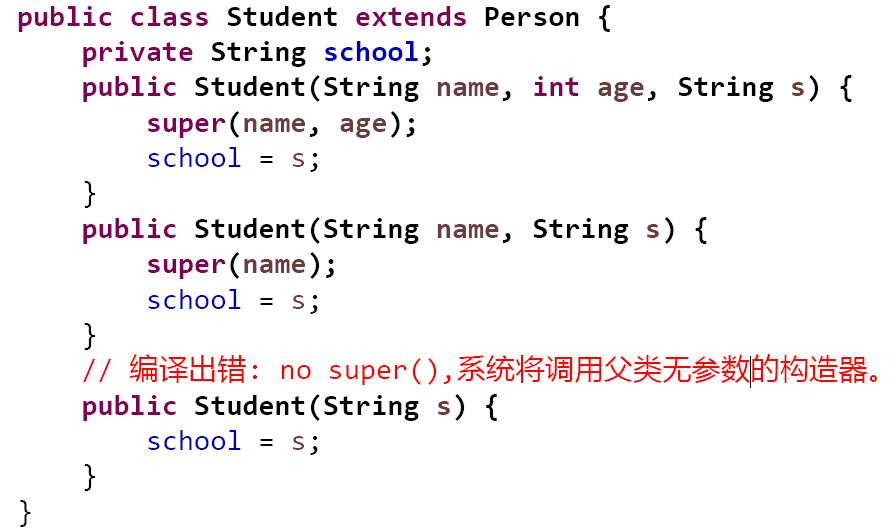 public class Student extends Person {
private String school;
public Student(String name, int age, String s) {
super(name, age);
school = s;
}
public Student(String name, String s) {
super(name);
school = s;
}
// 编译出错: no super(),系统将调用父类无参数的构造器。
public Student(String s) {
school = s;
}
}